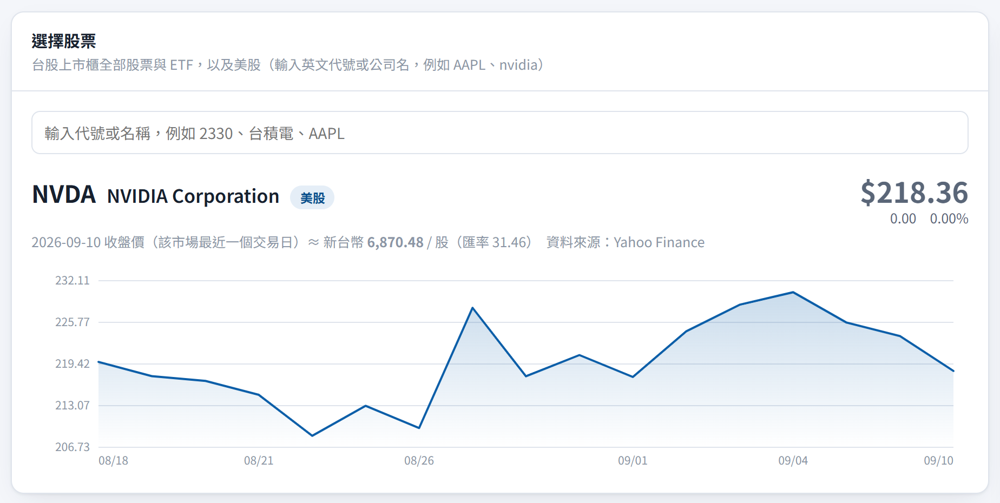 選擇股票
台股上市櫃全部股票與 ETF，以及美股（輸入英文代號或公司名，例如 AAPL、nvidia）
輸入代號或名稱，例如 2330、台積電、AAPL
NVDA NVIDIA Corporation 美股
$218.36
0.00 0.00%
2026-09-10 收盤價（該市場最近一個交易日）≈ 新台幣 6,870.48 / 股（匯率 31.46） 資料來源：Yahoo Finance
232.11
225.77
219.42
213.07
206.73
08/18 08/21 08/26 09/01 09/04 09/10